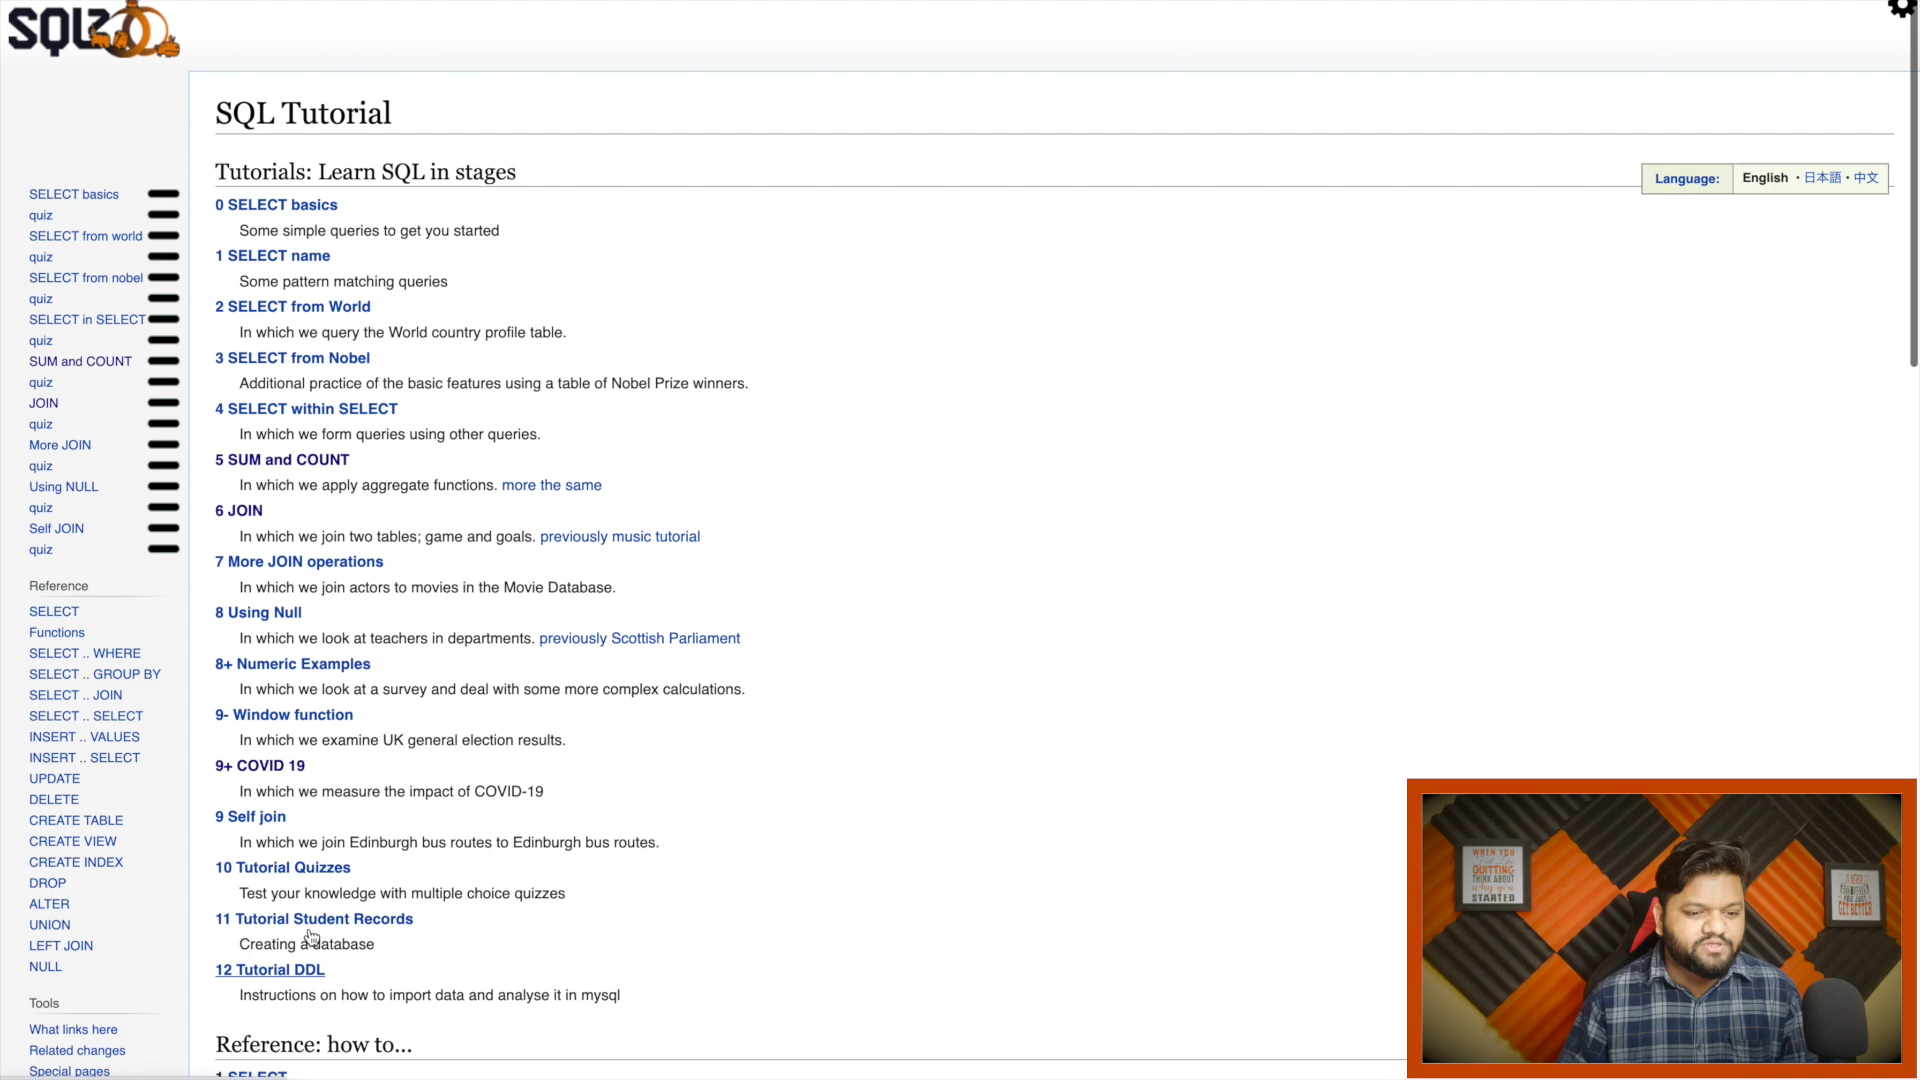 SQLZ
SQL Tutorial
Tutorials: Learn SQL in stages
Language: English • 日本語 • 中文
0 SELECT basics
Some simple queries to get you started
1 SELECT name
Some pattern matching queries
2 SELECT from World
In which we query the World country profile table.
3 SELECT from Nobel
Additional practice of the basic features using a table of Nobel Prize winners.
4 SELECT within SELECT
In which we form queries using other queries.
5 SUM and COUNT
In which we apply aggregate functions. more the same
6 JOIN
In which we join two tables; game and goals. previously music tutorial
7 More JOIN operations
In which we join actors to movies in the Movie Database.
8 Using Null
In which we look at teachers in departments. previously Scottish Parliament
8+ Numeric Examples
In which we look at a survey and deal with some more complex calculations.
9- Window function
In which we examine UK general election results.
9+ COVID 19
In which we measure the impact of COVID-19
9 Self join
In which we join Edinburgh bus routes to Edinburgh bus routes.
10 Tutorial Quizzes
Test your knowledge with multiple choice quizzes
11 Tutorial Student Records
Creating a database
12 Tutorial DDL
Instructions on how to import data and analyse it in mysql
Reference: how to...
1 SELECT
SELECT basics
quiz
SELECT from world
quiz
SELECT from nobel
quiz
SELECT in SELECT
quiz
SUM and COUNT
quiz
JOIN
quiz
More JOIN
quiz
Using NULL
quiz
Self JOIN
quiz
Reference
SELECT
Functions
SELECT .. WHERE
SELECT .. GROUP BY
SELECT .. JOIN
SELECT .. SELECT
INSERT .. VALUES
INSERT .. SELECT
UPDATE
DELETE
CREATE TABLE
CREATE VIEW
CREATE INDEX
DROP
ALTER
UNION
LEFT JOIN
NULL
Tools
What links here
Related changes
Special pages
WHEN YOU
QUITTING
THINK ABOUT
STARTED
GET BETTER